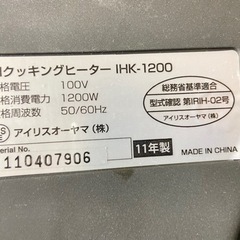 クッキングヒーター IHK-1200
格電圧 100V
格消費電力 1200W
格周波数 50/60Hz
アイリスオーヤマ(株)
総務省基準適合
型式確認 第IRIH-02号
アイリスオーヤマ(株)
Serial No.
110407906
11年製
MADE IN CHINA